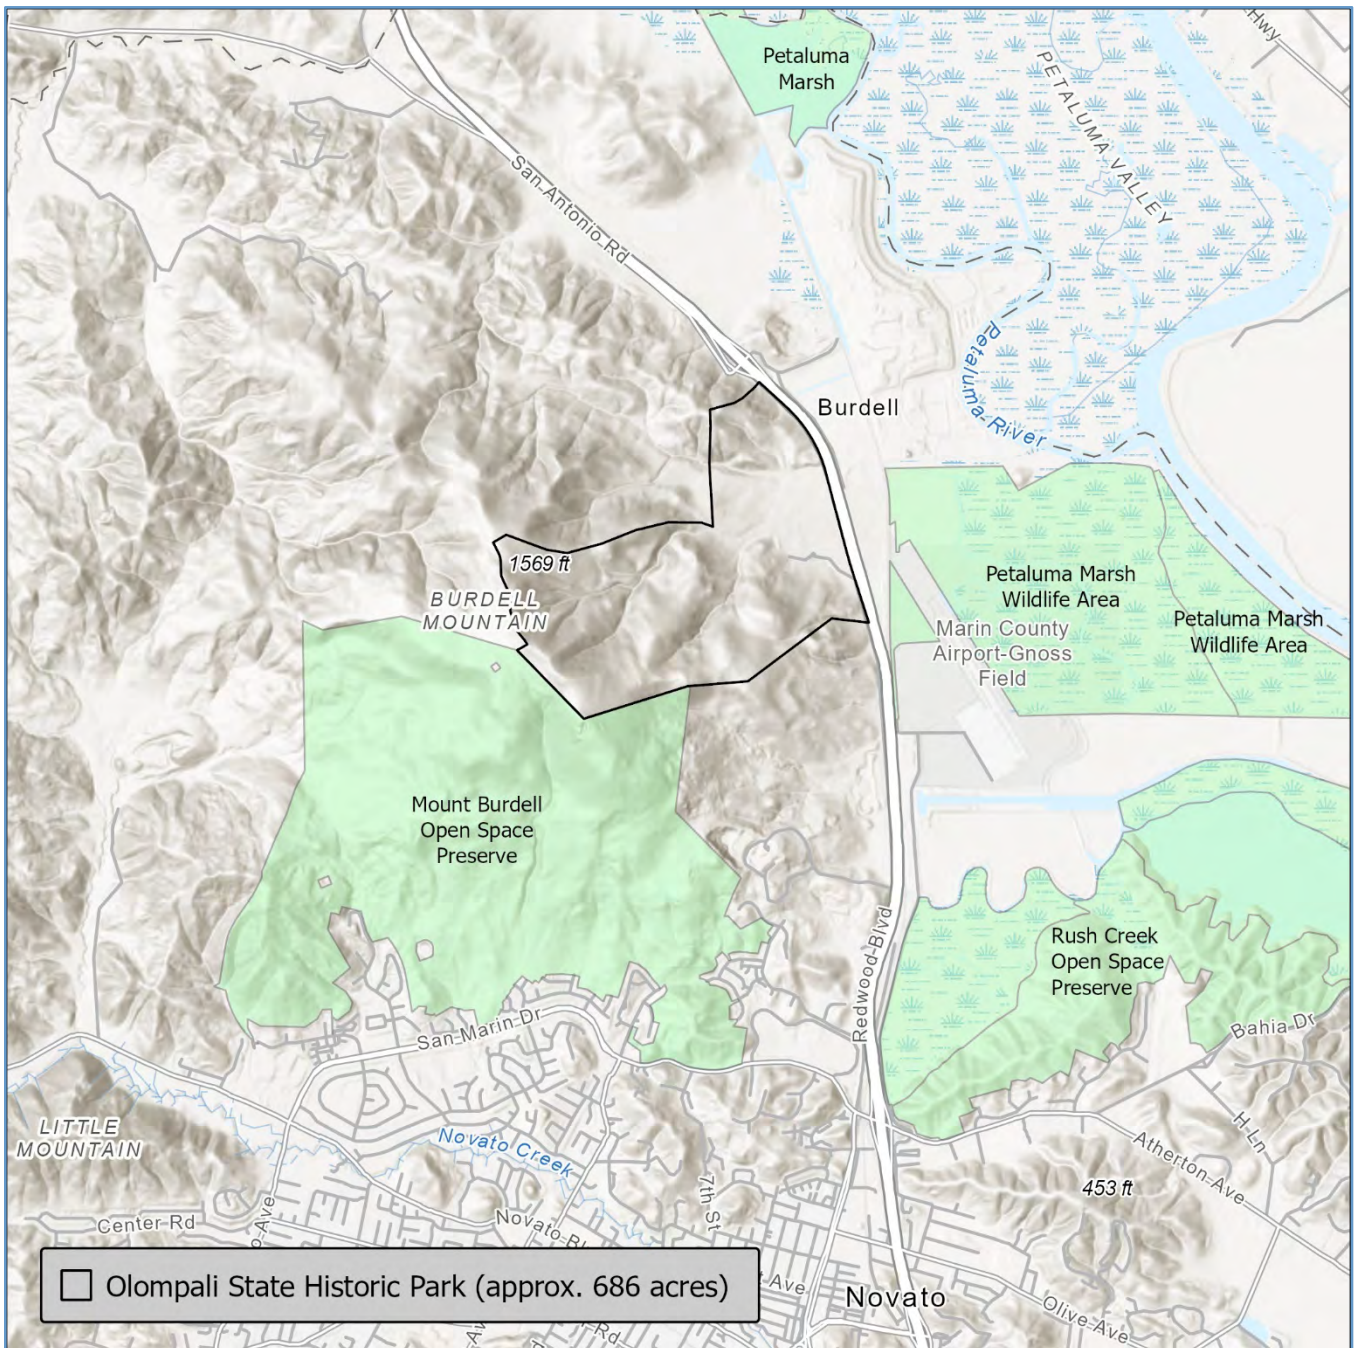 Hwy
Petaluma
Marsh
PETALUMA VALLEY
San Antonio Rd
Petaluma River
Burdell
1569 ft
BURDELL
MOUNTAIN
Petaluma Marsh
Wildlife Area
Petaluma Marsh
Wildlife Area
Marin County
Airport-Gnoss
Field
Mount Burdell
Open Space
Preserve
Redwood Blvd
Rush Creek
Open Space
Preserve
San Marin Dr
Bahia Dr
LITTLE
MOUNTAIN
Novato Creek
H Ln
Atherton Ave
453 ft
7th St
Center Rd
o Ave
Novato Bl
Olompali State Historic Park (approx. 686 acres)
t Ave
Novato
Olive Ave
Av
Rd